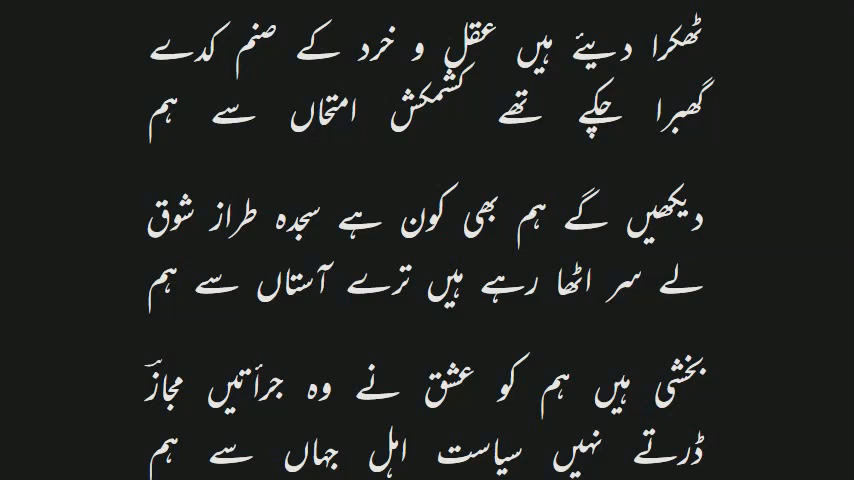 ٹھکرا دیئے ہیں عقل و خرد کے صنم کدے
گھبرا چکے تھے کشمکش امتحاں سے ہم
دیکھیں گے ہم بھی کون ہے سجدہ طراز شوق
لے سر اٹھا رہے ہیں ترے آستاں سے ہم
بخشی ہیں ہم کو عشق نے وہ جرأتیں مجازؔ
ڈرتے نہیں سیاست اہل جہاں سے ہم